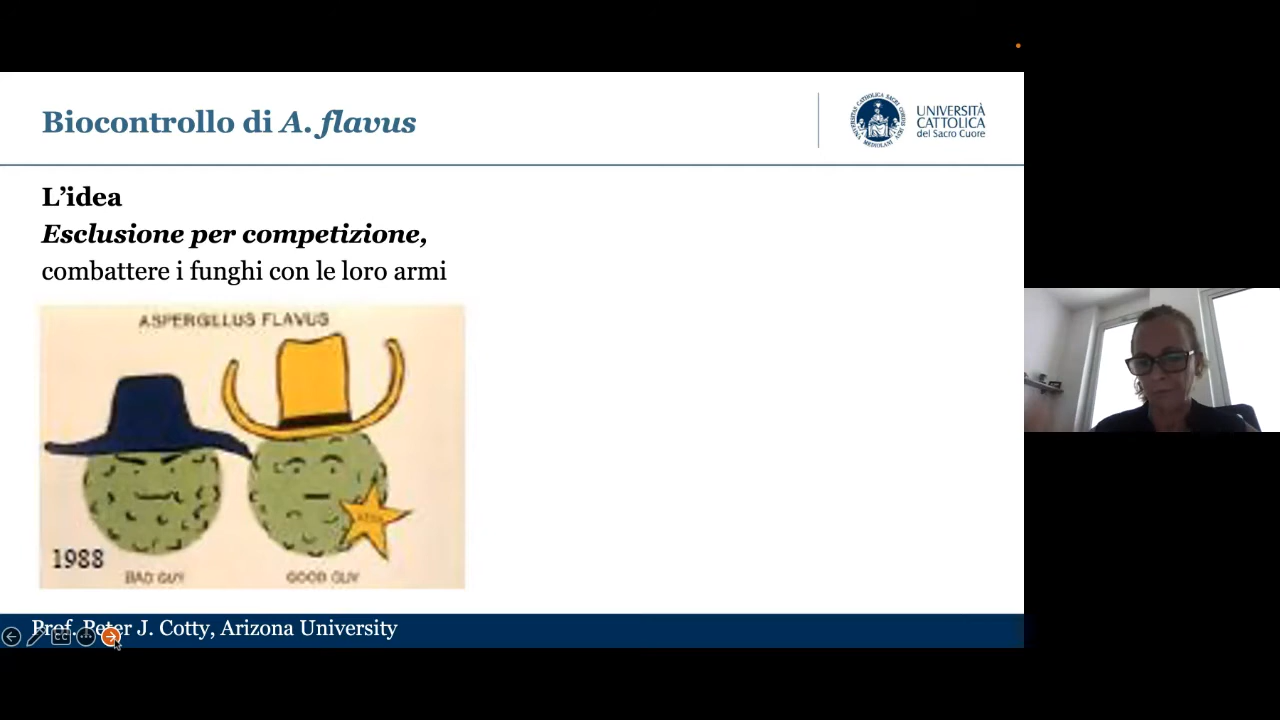 Biocontrollo di A. flavus
UNIVERSITÀ
CATTOLICA
del Sacro Cuore
L’idea
Esclusione per competizione,
combattere i funghi con le loro armi
ASPERGILLUS FLAVUS
1988
BAD GUY
GOOD GUY
Prof. Peter J. Cotty, Arizona University
CC